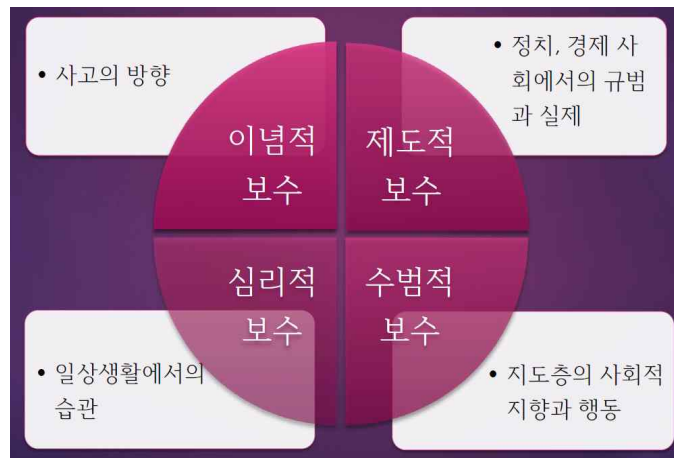 • 사고의 방향
이념적
보수
제도적
보수
• 정치, 경제 사
회에서의 규범
과 실제
심리적
보수
수범적
보수
• 일상생활에서의
습관
• 지도층의 사회적
지향과 행동